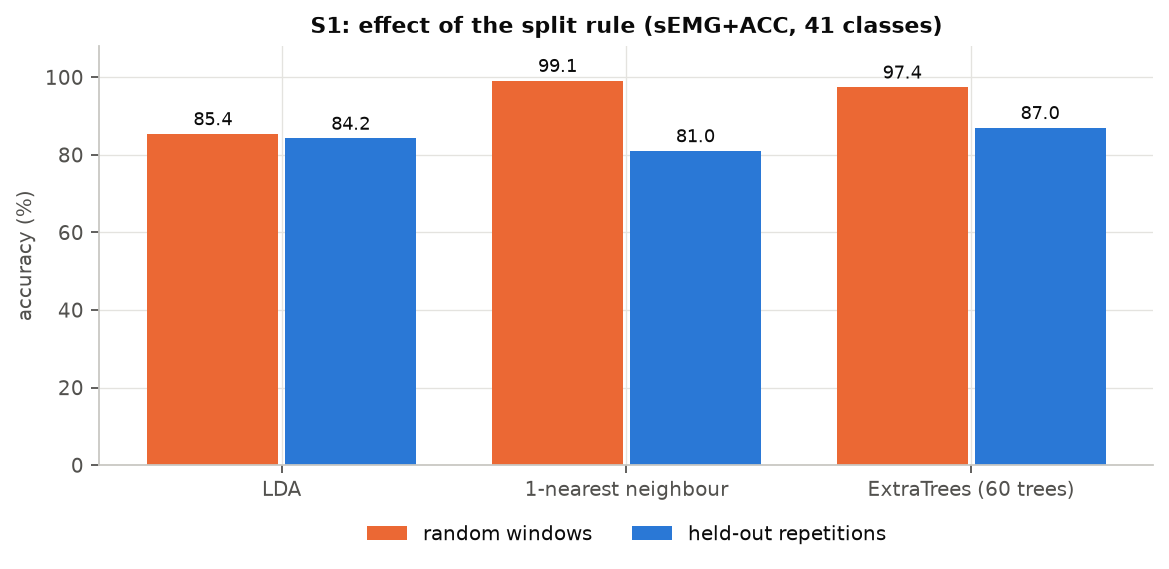 S1: effect of the split rule (sEMG+ACC, 41 classes)
accuracy (%)
100
80
60
40
20
0
85.4
84.2
99.1
81.0
97.4
87.0
LDA
1-nearest neighbour
ExtraTrees (60 trees)
random windows
held-out repetitions